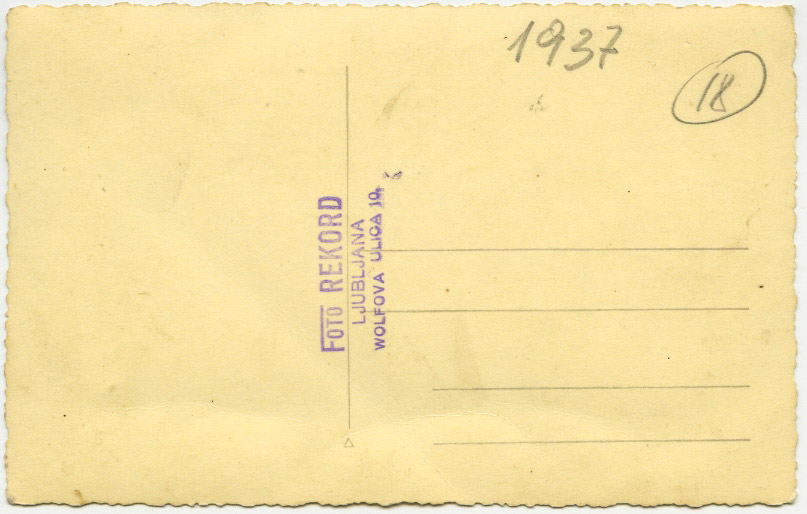 1937
18
FOTO REKORD
LJUBLJANA
WOLFOVA ULICA 10,